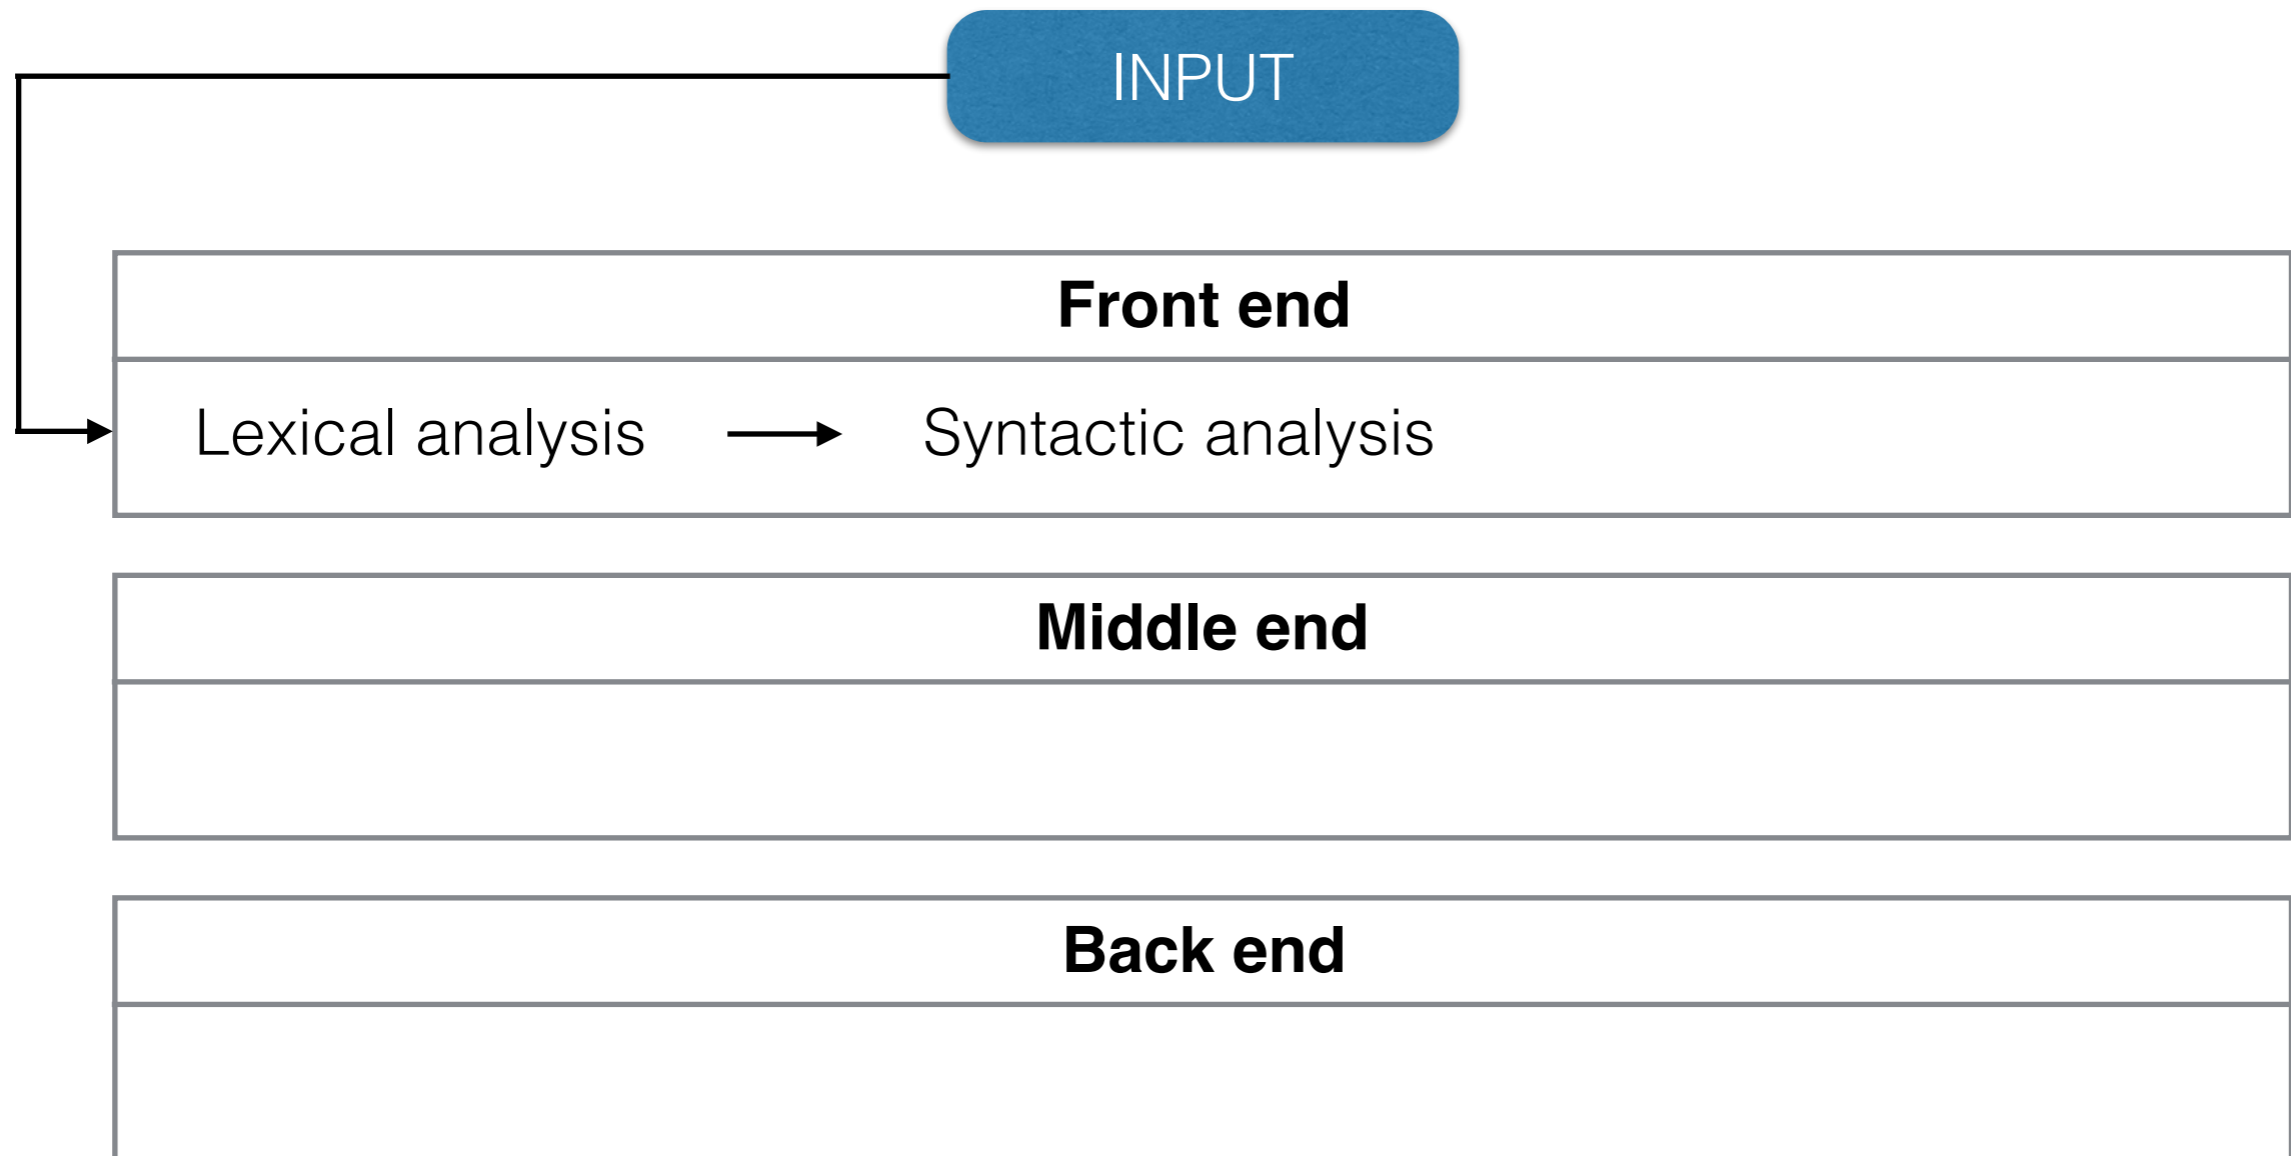 INPUT
Front end
Lexical analysis Syntactic analysis
Middle end
Back end